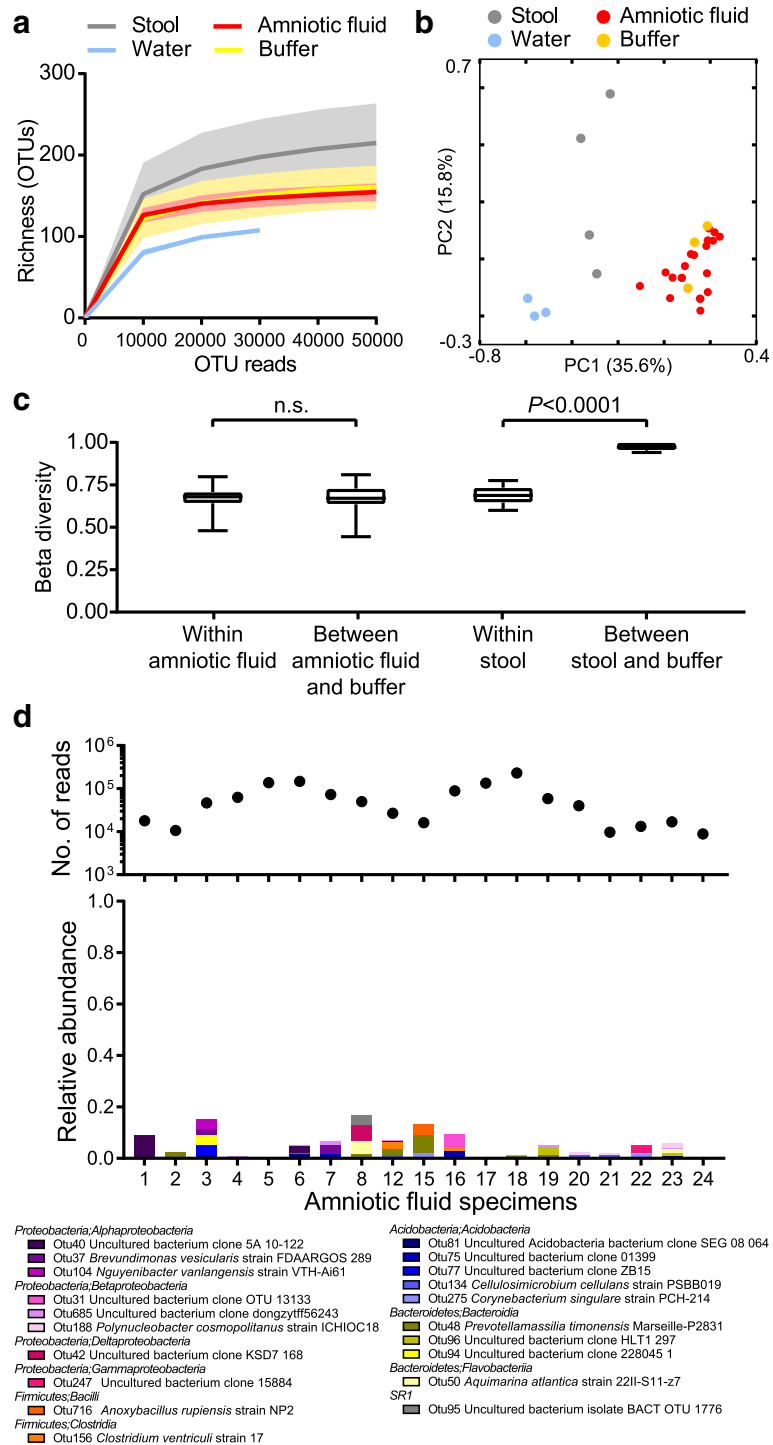 a
Stool
Amniotic fluid
Water
Buffer
Richness (OTUs)
300
200
100
0
0 10000 20000 30000 40000 50000
OTU reads
b
Stool
Amniotic fluid
Water
Buffer
PC2 (15.8%)
0.7
-0.3
-0.8
0.4
PC1 (35.6%)
c
n.s.
P<0.0001
Beta diversity
1.00
0.75
0.50
0.25
0.00
Within
amniotic fluid
Between
amniotic fluid
and buffer
Within
stool
Between
stool and buffer
d
No. of reads
10⁶
10⁵
10⁴
10³
Relative abundance
1.0
0.8
0.6
0.4
0.2
0.0
1 2 3 4 5 6 7 8 12 15 16 17 18 19 20 21 22 23 24
Amniotic fluid specimens
Proteobacteria;Alphaproteobacteria
Otu40 Uncultured bacterium clone 5A 10-122
Otu37 Brevundimonas vesicularis strain FDAARGOS 289
Otu104 Nguyenibacter vanlangensis strain VTH-Ai61
Proteobacteria;Betaproteobacteria
Otu31 Uncultured bacterium clone OTU 13133
Otu685 Uncultured bacterium clone dongzytff56243
Otu188 Polynucleobacter cosmopolitanus strain ICHIOC18
Proteobacteria;Deltaproteobacteria
Otu42 Uncultured bacterium clone KSD7 168
Proteobacteria;Gammaproteobacteria
Otu247 Uncultured bacterium clone 15884
Firmicutes;Bacilli
Otu716 Anoxybacillus rupiensis strain NP2
Firmicutes;Clostridia
Otu156 Clostridium ventriculi strain 17
Acidobacteria;Acidobacteria
Otu81 Uncultured Acidobacteria bacterium clone SEG 08 064
Otu75 Uncultured bacterium clone 01399
Otu77 Uncultured bacterium clone ZB15
Otu134 Cellulosimicrobium cellulans strain PSBB019
Otu275 Corynebacterium singulare strain PCH-214
Bacteroidetes;Bacteroidia
Otu48 Prevotellamassilia timonensis Marseille-P2831
Otu96 Uncultured bacterium clone HLT1 297
Otu94 Uncultured bacterium clone 228045 1
Bacteroidetes;Flavobacteriia
Otu50 Aquimarina atlantica strain 22II-S11-z7
SR1
Otu95 Uncultured bacterium isolate BACT OTU 1776